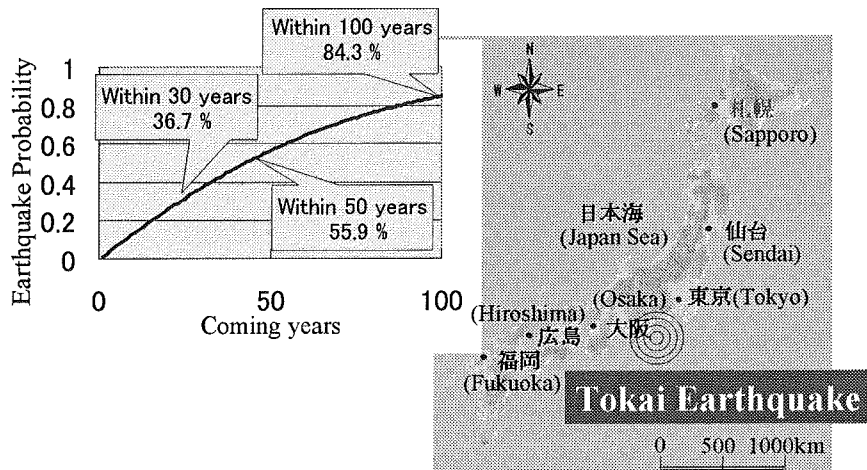 Within 100 years
84.3 %
Within 30 years
36.7 %
Within 50 years
55.9 %
Earthquake Probability
1
0.8
0.6
0.4
0.2
0
0
50
100
Coming years
N
W
E
S
札幌
(Sapporo)
日本海
(Japan Sea)
仙台
(Sendai)
東京(Tokyo)
(Osaka)
大阪
(Hiroshima)
広島
福岡
(Fukuoka)
Tokai Earthquake
0 500 1000km